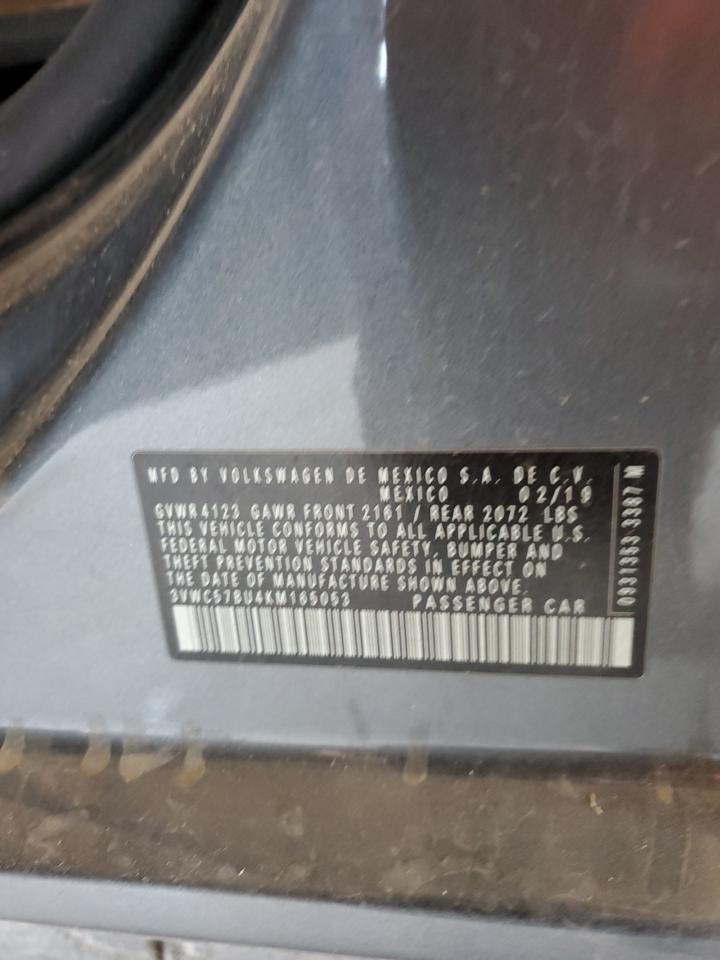 MFD BY VOLKSWAGEN DE MEXICO S.A. DE C.V.
MEXICO 02/19
GVWR 4123 GAWR FRONT 2161 / REAR 2072 LBS
THIS VEHICLE CONFORMS TO ALL APPLICABLE U.S.
FEDERAL MOTOR VEHICLE SAFETY, BUMPER AND
THEFT PREVENTION STANDARDS IN EFFECT ON
THE DATE OF MANUFACTURE SHOWN ABOVE.
3VWC57BU4KM165053 PASSENGER CAR
0937353-3387 M